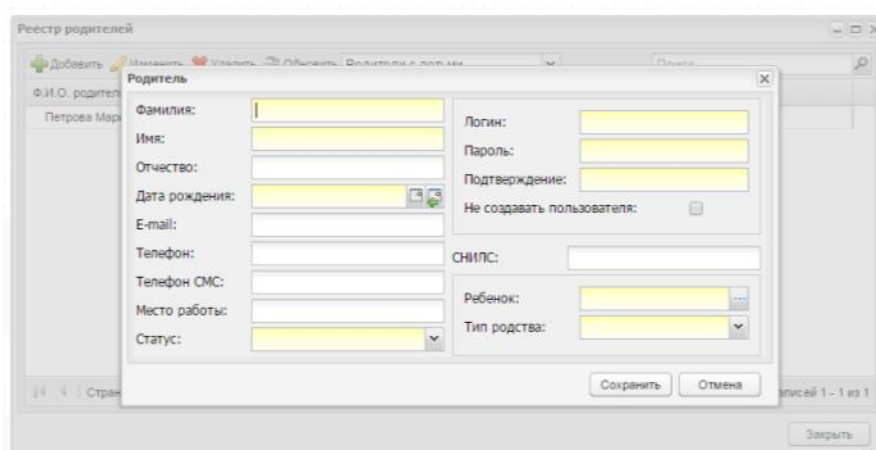 Реестр родителей
Добавить Изменить Удалить Обновить Родители с детьми Поиск
Ф.И.О. родител
Петрова Мар
Родитель
Фамилия:
Имя:
Отчество:
Дата рождения:
E-mail:
Телефон:
Телефон СМС:
Место работы:
Статус:
Логин:
Пароль:
Подтверждение:
Не создавать пользователя:
СНИЛС:
Ребенок:
Тип родства:
Сохранить Отмена
Стран
записей 1 - 1 из 1
Закрыть